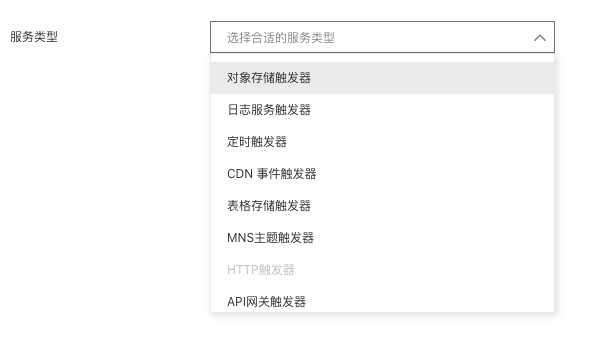 服务类型
选择合适的服务类型
对象存储触发器
日志服务触发器
定时触发器
CDN 事件触发器
表格存储触发器
MNS主题触发器
HTTP触发器
API网关触发器